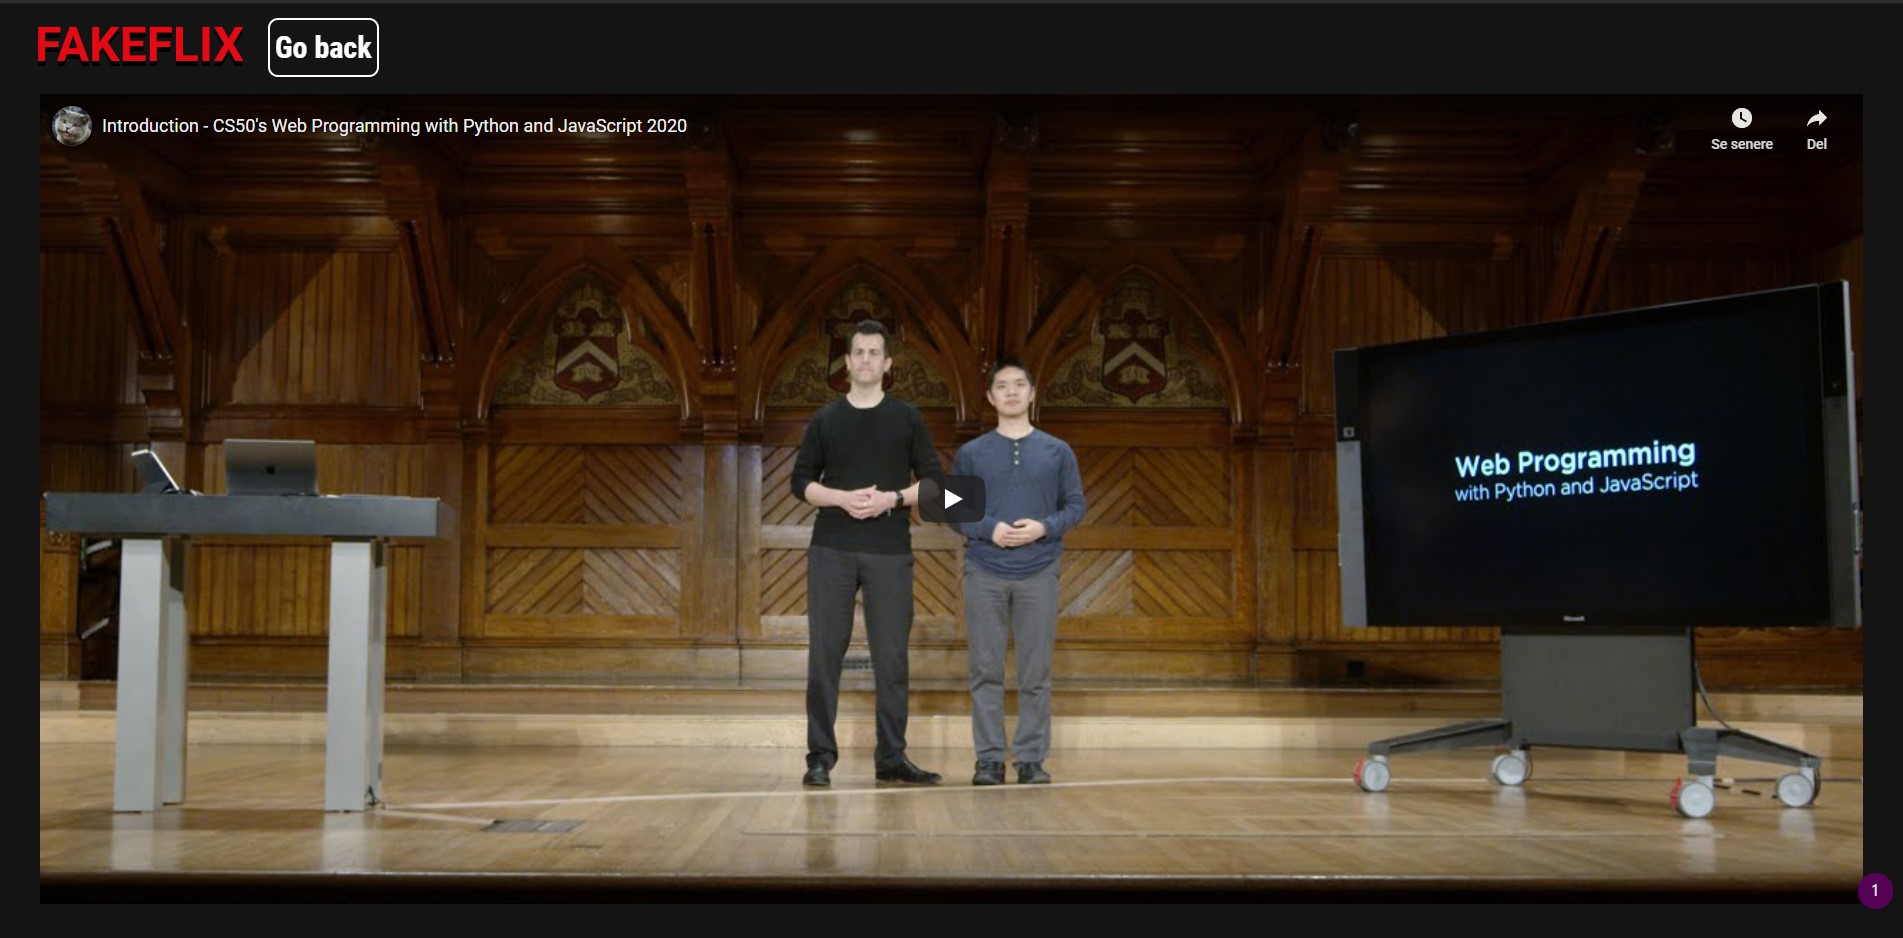 FAKEFLIX
Go back
Introduction - CS50's Web Programming with Python and JavaScript 2020
Se senere
Del
Web Programming
with Python and JavaScript
1